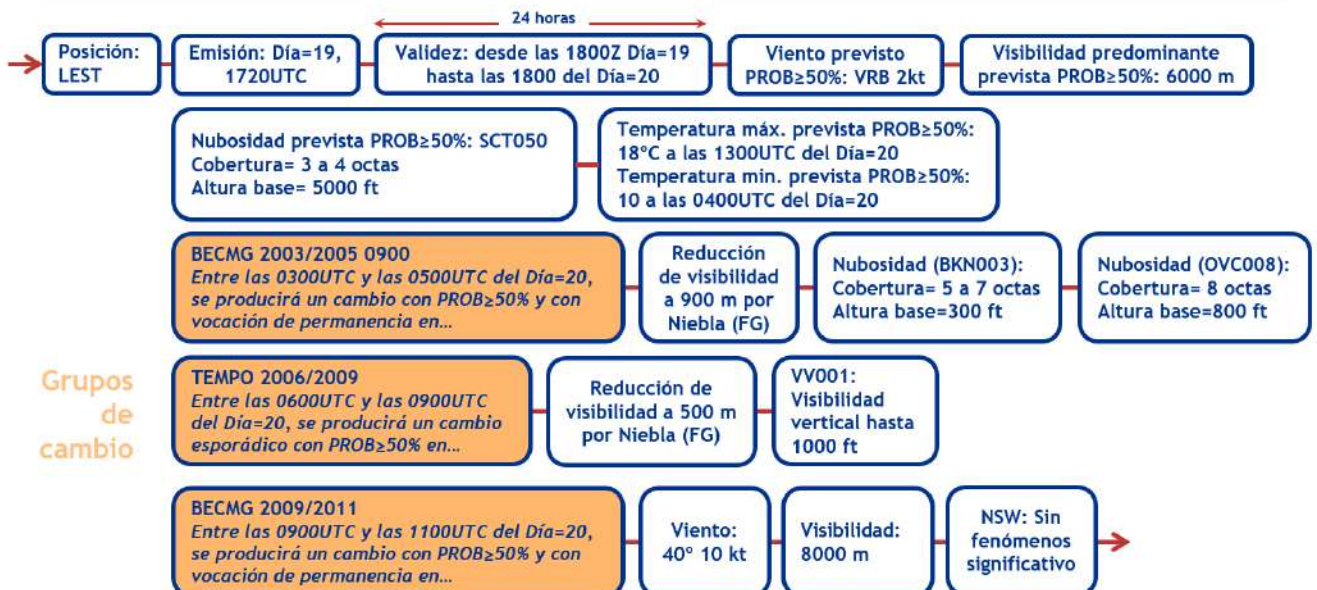 24 horas
Posición:
LEST
Emisión: Día=19,
1720UTC
Validez: desde las 1800Z Día=19
hasta las 1800 del Día=20
Viento previsto
PROB≥50%: VRB 2kt
Visibilidad predominante
prevista PROB≥50%: 6000 m
Nubosidad prevista PROB≥50%: SCT050
Cobertura= 3 a 4 octas
Altura base= 5000 ft
Temperatura máx. prevista PROB≥50%:
18ºC a las 1300UTC del Día=20
Temperatura min. prevista PROB≥50%:
10 a las 0400UTC del Día=20
BECMG 2003/2005 0900
Entre las 0300UTC y las 0500UTC del Día=20,
se producirá un cambio con PROB≥50% y con
vocación de permanencia en...
Reducción
de visibilidad
a 900 m por
Niebla (FG)
Nubosidad (BKN003):
Cobertura= 5 a 7 octas
Altura base=300 ft
Nubosidad (OVC008):
Cobertura= 8 octas
Altura base=800 ft
Grupos
de
cambio
TEMPO 2006/2009
Entre las 0600UTC y las 0900UTC
del Día=20, se producirá un cambio
esporádico con PROB≥50% en...
Reducción de
visibilidad a 500 m
por Niebla (FG)
VV001:
Visibilidad
vertical hasta
1000 ft
BECMG 2009/2011
Entre las 0900UTC y las 1100UTC del Día=20,
se producirá un cambio con PROB≥50% y con
vocación de permanencia en...
Viento:
40º 10 kt
Visibilidad:
8000 m
NSW: Sin
fenómenos
significativo